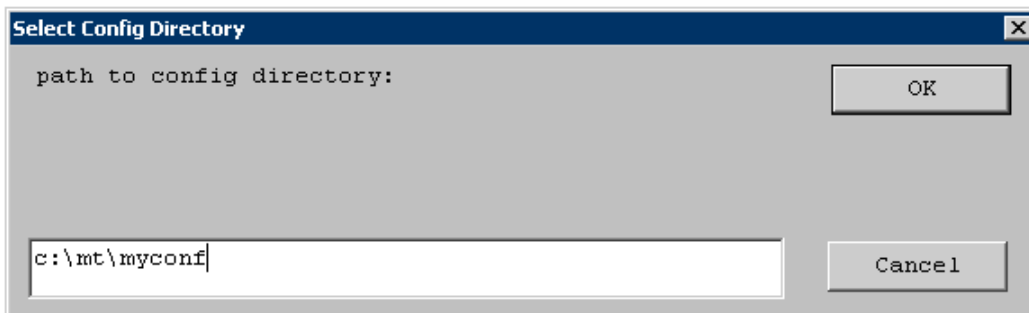 Select Config Directory
path to config directory:
OK
c:\mt\myconf
Cancel